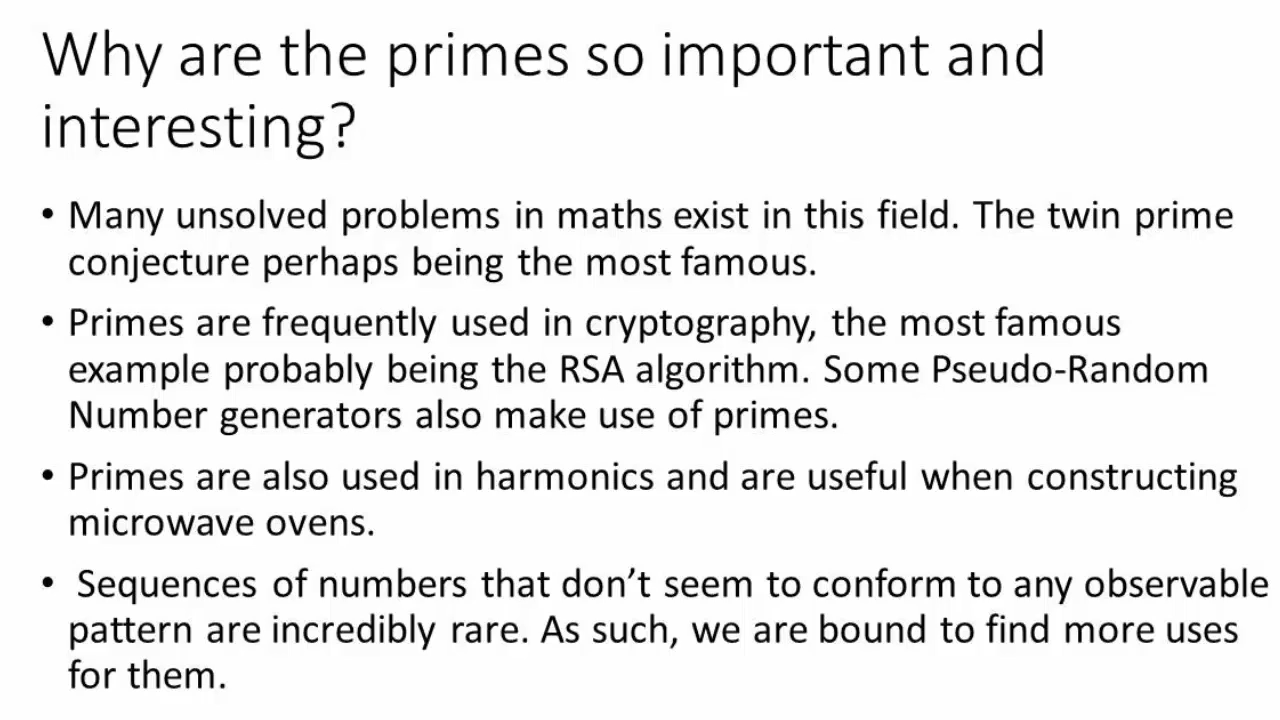 Why are the primes so important and
interesting?
• Many unsolved problems in maths exist in this field. The twin prime
conjecture perhaps being the most famous.
• Primes are frequently used in cryptography, the most famous
example probably being the RSA algorithm. Some Pseudo-Random
Number generators also make use of primes.
• Primes are also used in harmonics and are useful when constructing
microwave ovens.
• Sequences of numbers that don’t seem to conform to any observable
pattern are incredibly rare. As such, we are bound to find more uses
for them.